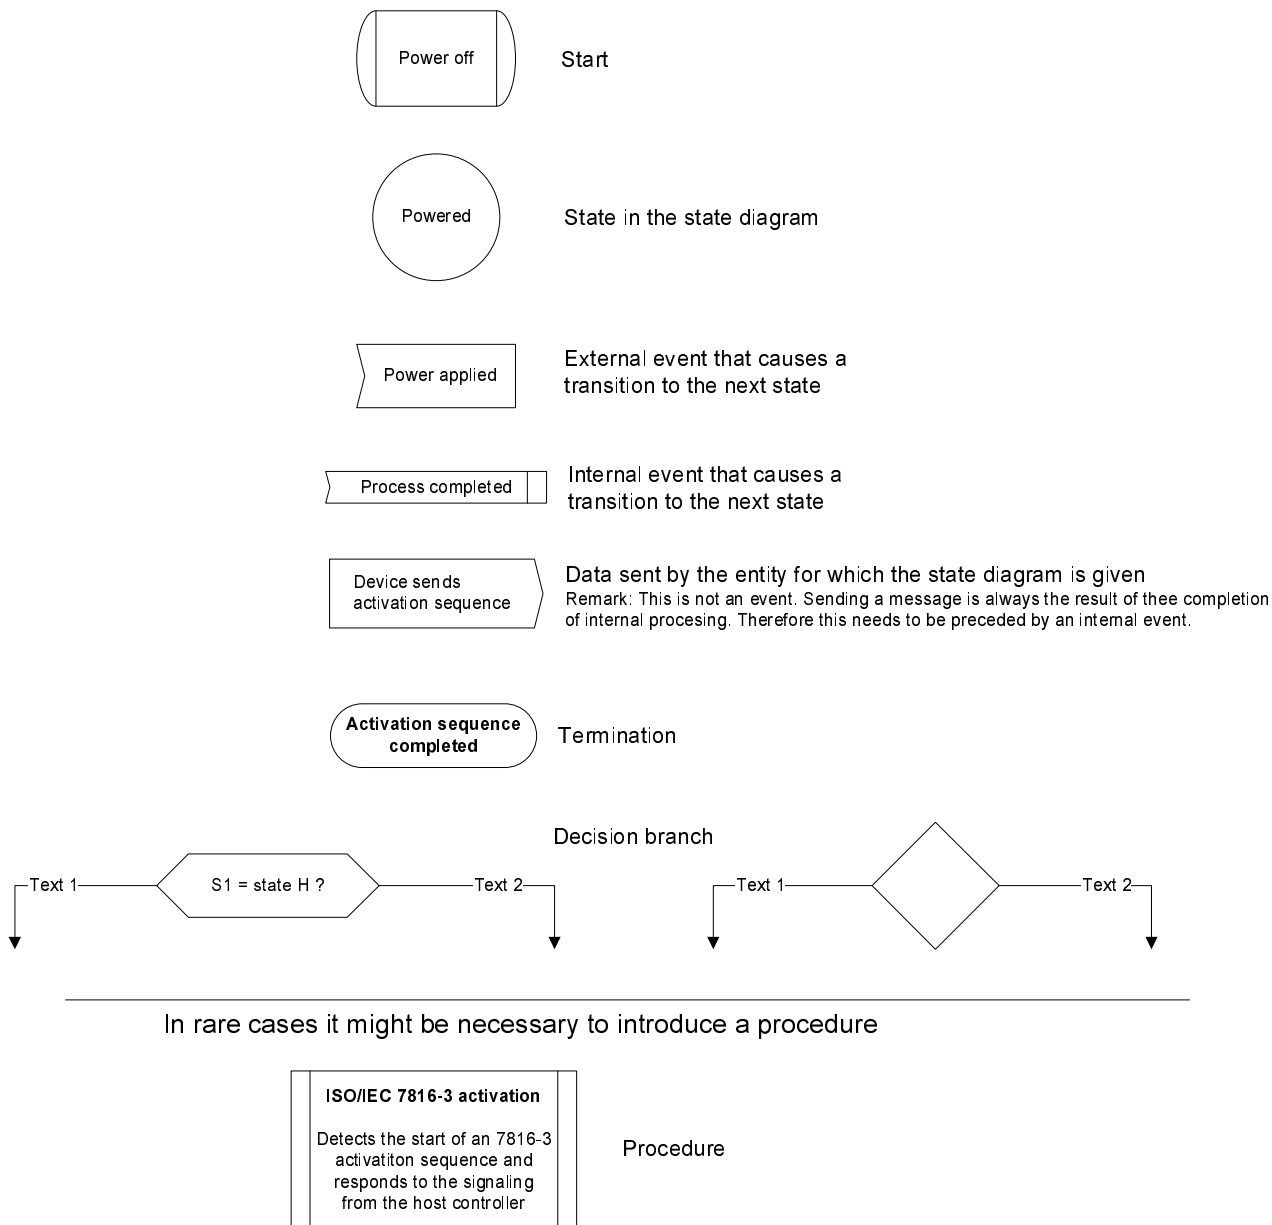 Power off
Start
Powered
State in the state diagram
Power applied
External event that causes a
transition to the next state
Process completed
Internal event that causes a
transition to the next state
Device sends
activation sequence
Data sent by the entity for which the state diagram is given
Remark: This is not an event. Sending a message is always the result of thee completion
of internal procesing. Therefore this needs to be preceded by an internal event.
Activation sequence
completed
Termination
Decision branch
Text 1
S1 = state H ?
Text 2
Text 1
Text 2
In rare cases it might be necessary to introduce a procedure
ISO/IEC 7816-3 activation
Detects the start of an 7816-3
activatiton sequence and
responds to the signaling
from the host controller
Procedure